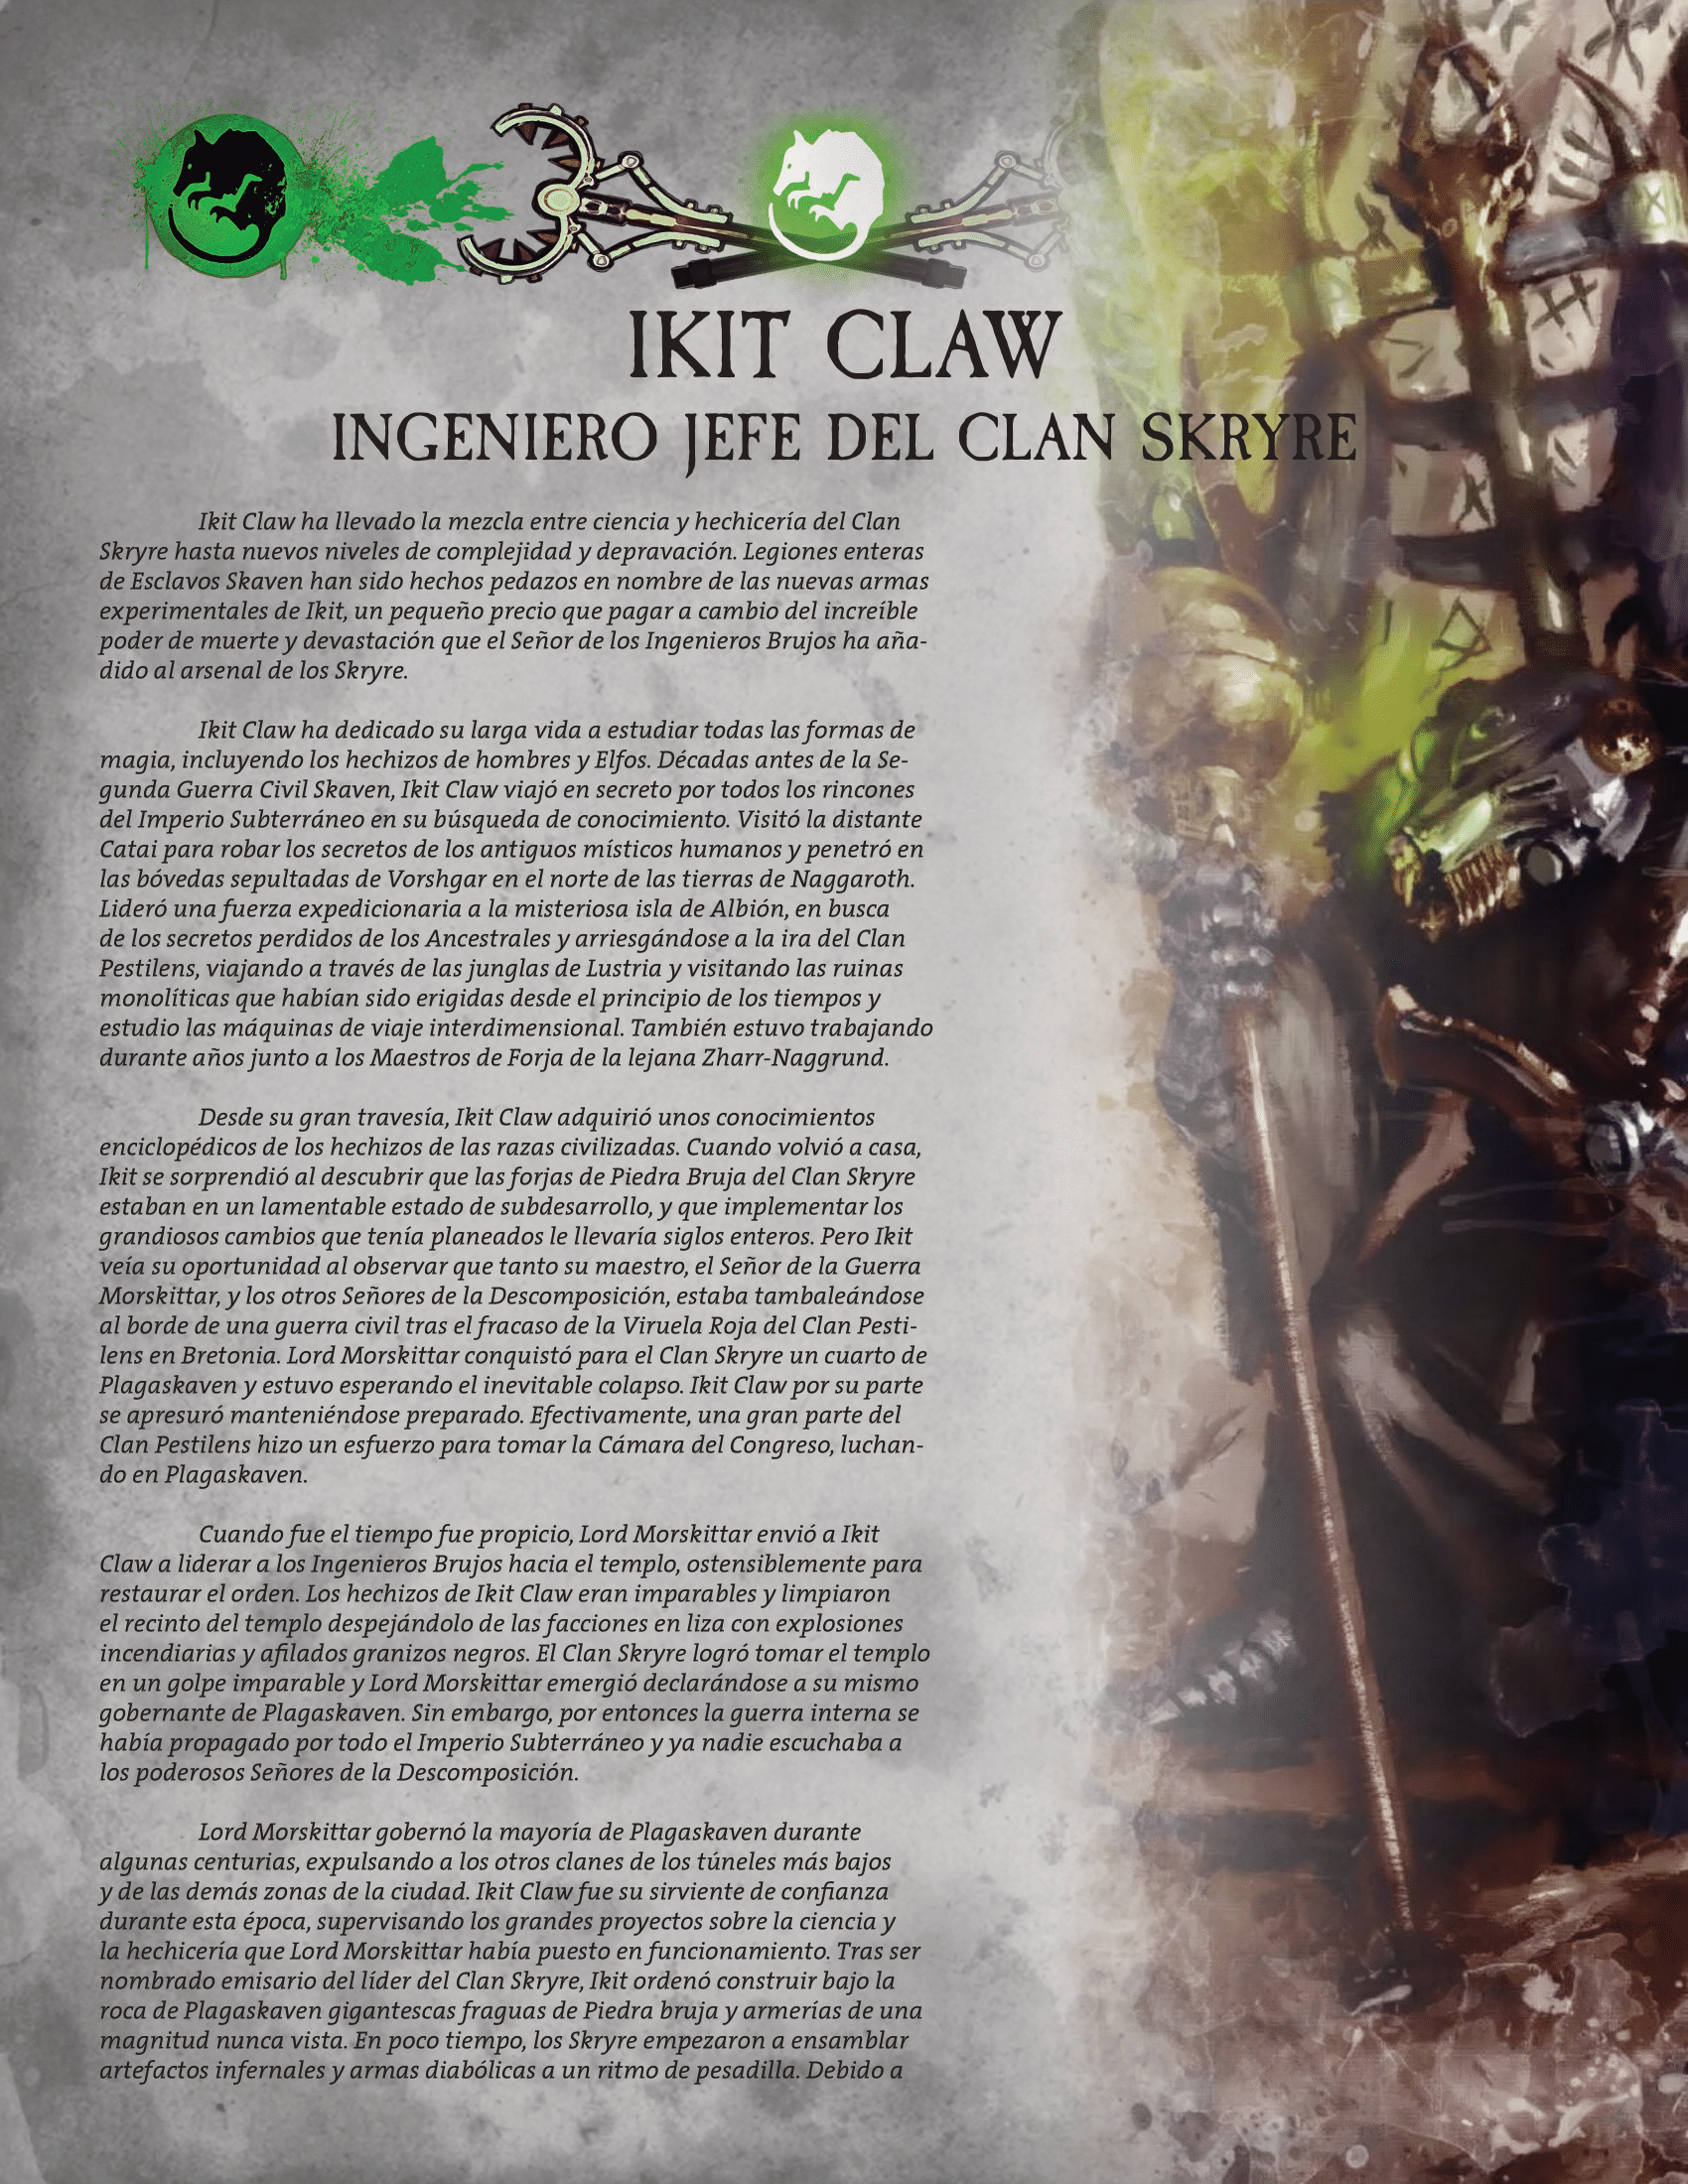 IKIT CLAW
INGENIERO JEFE DEL CLAN SKRYRE
Ikit Claw ha llevado la mezcla entre ciencia y hechicería del Clan
Skryre hasta nuevos niveles de complejidad y depravación. Legiones enteras
de Esclavos Skaven han sido hechos pedazos en nombre de las nuevas armas
experimentales de Ikit, un pequeño precio que pagar a cambio del increíble
poder de muerte y devastación que el Señor de los Ingenieros Brujos ha aña-
dido al arsenal de los Skryre.
Ikit Claw ha dedicado su larga vida a estudiar todas las formas de
magia, incluyendo los hechizos de hombres y Elfos. Décadas antes de la Se-
gunda Guerra Civil Skaven, Ikit Claw viajó en secreto por todos los rincones
del Imperio Subterráneo en su búsqueda de conocimiento. Visitó la distante
Catai para robar los secretos de los antiguos místicos humanos y penetró en
las bóvedas sepultadas de Vorshgar en el norte de las tierras de Naggaroth.
Lideró una fuerza expedicionaria a la misteriosa isla de Albión, en busca
de los secretos perdidos de los Ancestrales y arriesgándose a la ira del Clan
Pestilens, viajando a través de las junglas de Lustria y visitando las ruinas
monolíticas que habían sido erigidas desde el principio de los tiempos y
estudio las máquinas de viaje interdimensional. También estuvo trabajando
durante años junto a los Maestros de Forja de la lejana Zharr-Naggrund.
Desde su gran travesía, Ikit Claw adquirió unos conocimientos
enciclopédicos de los hechizos de las razas civilizadas. Cuando volvió a casa,
Ikit se sorprendió al descubrir que las forjas de Piedra Bruja del Clan Skryre
estaban en un lamentable estado de subdesarrollo, y que implementar los
grandiosos cambios que tenía planeados le llevaría siglos enteros. Pero Ikit
veía su oportunidad al observar que tanto su maestro, el Señor de la Guerra
Morskittar, y los otros Señores de la Descomposición, estaba tambaleándose
al borde de una guerra civil tras el fracaso de la Viruela Roja del Clan Pesti-
lens en Bretonia. Lord Morskittar conquistó para el Clan Skryre un cuarto de
Plagaskaven y estuvo esperando el inevitable colapso. Ikit Claw por su parte
se apresuró manteniéndose preparado. Efectivamente, una gran parte del
Clan Pestilens hizo un esfuerzo para tomar la Cámara del Congreso, luchan-
do en Plagaskaven.
Cuando fue el tiempo fue propicio, Lord Morskittar envió a Ikit
Claw a liderar a los Ingenieros Brujos hacia el templo, ostensiblemente para
restaurar el orden. Los hechizos de Ikit Claw eran imparables y limpiaron
el recinto del templo despejándolo de las facciones en liza con explosiones
incendiarias y afilados granizos negros. El Clan Skryre logró tomar el templo
en un golpe imparable y Lord Morskittar emergió declarándose a su mismo
gobernante de Plagaskaven. Sin embargo, por entonces la guerra interna se
había propagado por todo el Imperio Subterráneo y ya nadie escuchaba a
los poderosos Señores de la Descomposición.
Lord Morskittar gobernó la mayoría de Plagaskaven durante
algunas centurias, expulsando a los otros clanes de los túneles más bajos
y de las demás zonas de la ciudad. Ikit Claw fue su sirviente de confianza
durante esta época, supervisando los grandes proyectos sobre la ciencia y
la hechicería que Lord Morskittar había puesto en funcionamiento. Tras ser
nombrado emisario del líder del Clan Skryre, Ikit ordenó construir bajo la
roca de Plagaskaven gigantescas fraguas de Piedra bruja y armerías de una
magnitud nunca vista. En poco tiempo, los Skryre empezaron a ensamblar
artefactos infernales y armas diabólicas a un ritmo de pesadilla. Debido a